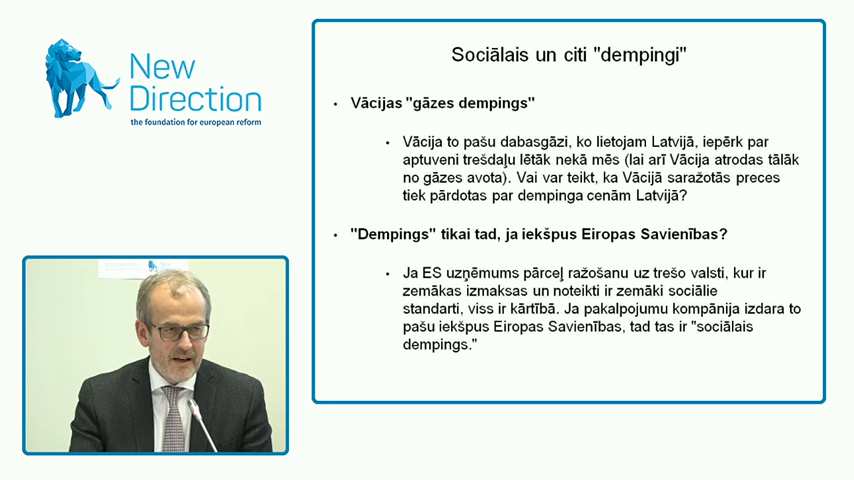 New
Direction
the foundation for european reform
Sociālais un citi "dempingi"
• Vācijas "gāzes dempings"
• Vācija to pašu dabasgāzi, ko lietojam Latvijā, iepērk par
aptuveni trešdaļu lētāk nekā mēs (lai arī Vācija atrodas tālāk
no gāzes avota). Vai var teikt, ka Vācijā saražotās preces
tiek pārdotas par dempinga cenām Latvijā?
• "Dempings" tikai tad, ja iekšpus Eiropas Savienības?
• Ja ES uzņēmums pārceļ ražošanu uz trešo valsti, kur ir
zemākas izmaksas un noteikti ir zemāki sociālie
standarti, viss ir kārtībā. Ja pakalpojumu kompānija izdara to
pašu iekšpus Eiropas Savienības, tad tas ir "sociālais
dempings."